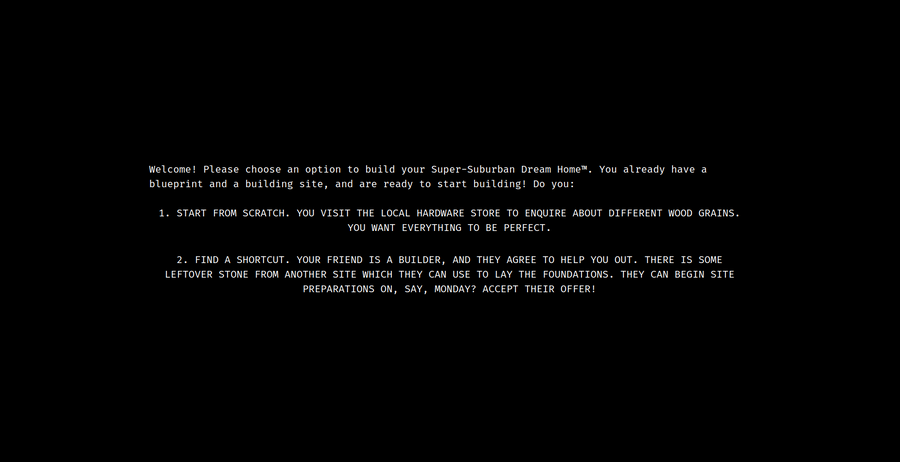 Welcome! Please choose an option to build your Super-Suburban Dream Home™. You already have a
blueprint and a building site, and are ready to start building! Do you:
1. START FROM SCRATCH. YOU VISIT THE LOCAL HARDWARE STORE TO ENQUIRE ABOUT DIFFERENT WOOD GRAINS.
YOU WANT EVERYTHING TO BE PERFECT.
2. FIND A SHORTCUT. YOUR FRIEND IS A BUILDER, AND THEY AGREE TO HELP YOU OUT. THERE IS SOME
LEFTOVER STONE FROM ANOTHER SITE WHICH THEY CAN USE TO LAY THE FOUNDATIONS. THEY CAN BEGIN SITE
PREPARATIONS ON, SAY, MONDAY? ACCEPT THEIR OFFER!